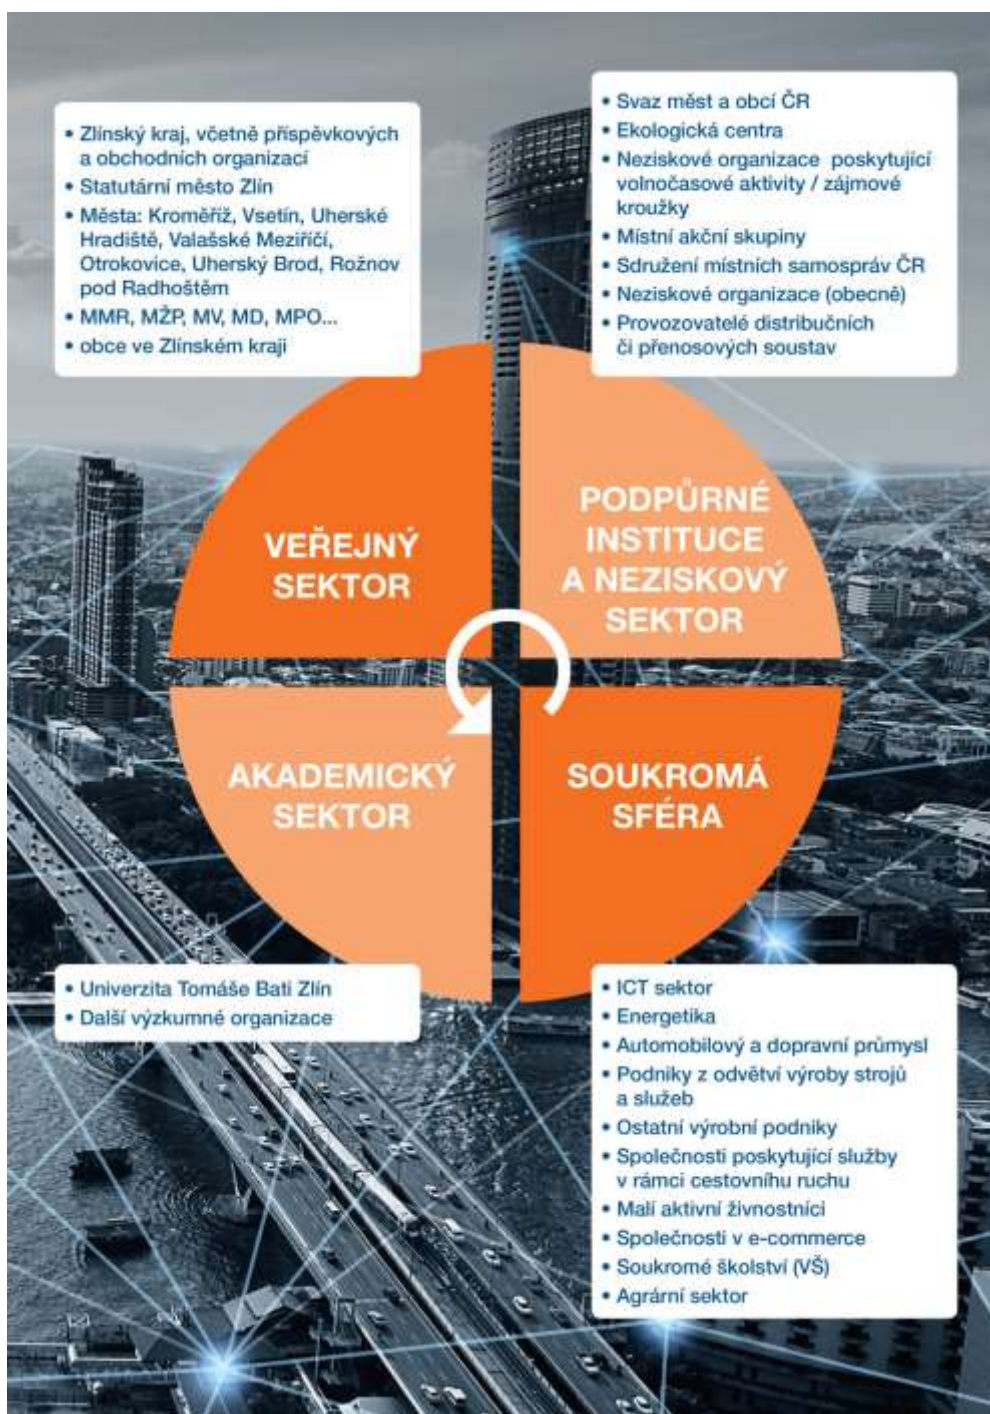 • Zlínský kraj, včetně příspěvkových
a obchodních organizací
• Statutární město Zlín
• Města: Kroměříž, Vsetín, Uherské
Hradiště, Valašské Meziříčí,
Otrokovice, Uherský Brod, Rožnov
pod Radhoštěm
• MMR, MŽP, MV, MD, MPO...
• obce ve Zlínském kraji
• Svaz měst a obcí ČR
• Ekologická centra
• Neziskové organizace poskytující
volnočasové aktivity / zájmové
kroužky
• Místní akční skupiny
• Sdružení místních samospráv ČR
• Neziskové organizace (obecně)
• Provozovatelé distribučních
či přenosových soustav
VEŘEJNÝ
SEKTOR
PODPŮRNÉ
INSTITUCE
A NEZISKOVÝ
SEKTOR
AKADEMICKÝ
SEKTOR
SOUKROMÁ
SFÉRA
• Univerzita Tomáše Bati Zlín
• Další výzkumné organizace
• ICT sektor
• Energetika
• Automobilový a dopravní průmysl
• Podniky z odvětví výroby strojů
a služeb
• Ostatní výrobní podniky
• Společnosti poskytující služby
v rámci cestovního ruchu
• Malí aktivní živnostníci
• Společnosti v e-commerce
• Soukromé školství (VŠ)
• Agrární sektor